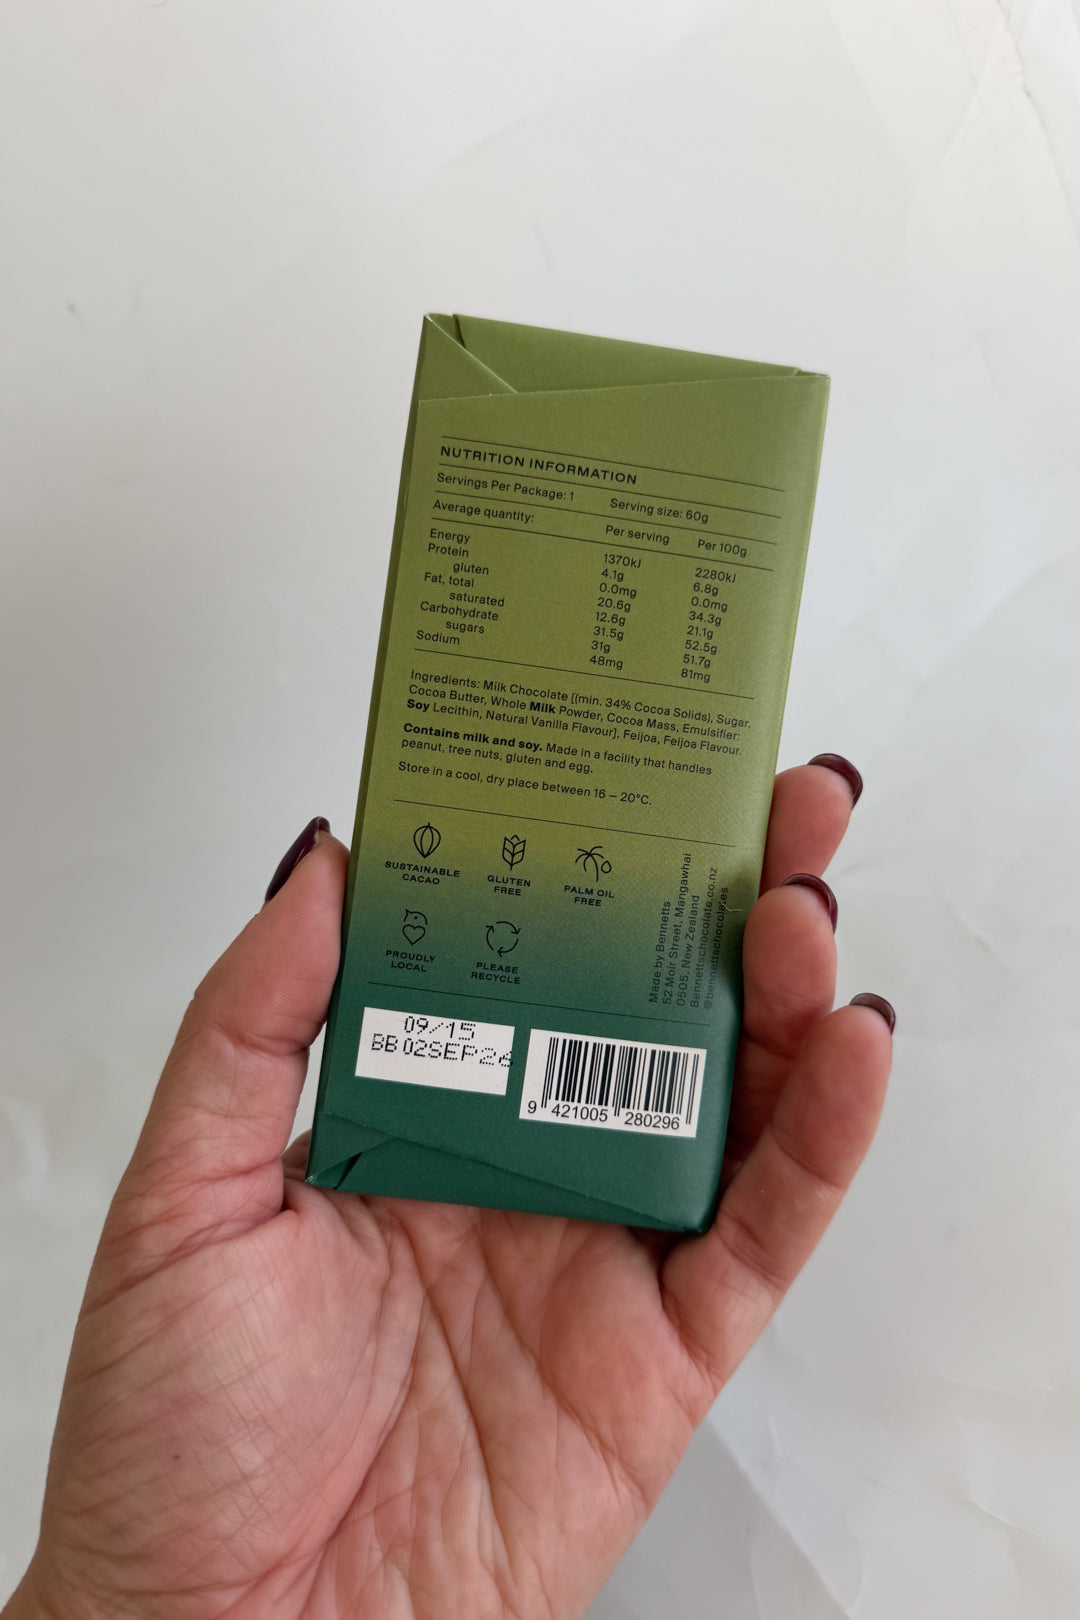 NUTRITION INFORMATION
Servings Per Package: 1 Serving size: 60g
Average quantity: Per serving Per 100g
Energy 1370kJ 2280kJ
Protein 4.1g 6.8g
gluten 0.0mg 0.0mg
Fat, total 20.6g 34.3g
saturated 12.6g 21.1g
Carbohydrate 31.5g 52.5g
sugars 31g 51.7g
Sodium 48mg 81mg
Ingredients: Milk Chocolate [(min. 34% Cocoa Solids), Sugar,
Cocoa Butter, Whole Milk Powder, Cocoa Mass, Emulsifier:
Soy Lecithin, Natural Vanilla Flavour], Feijoa, Feijoa Flavour.
Contains milk and soy. Made in a facility that handles
peanut, tree nuts, gluten and egg.
Store in a cool, dry place between 16 – 20°C.
SUSTAINABLE
CACAO
GLUTEN
FREE
PALM OIL
FREE
PROUDLY
LOCAL
PLEASE
RECYCLE
Made by Bennetts
52 Moir Street, Mangawhai
0505, New Zealand
Bennettschocolate.co.nz
@bennettschocolates
09/15
BB 02SEP26
9 421005 280296